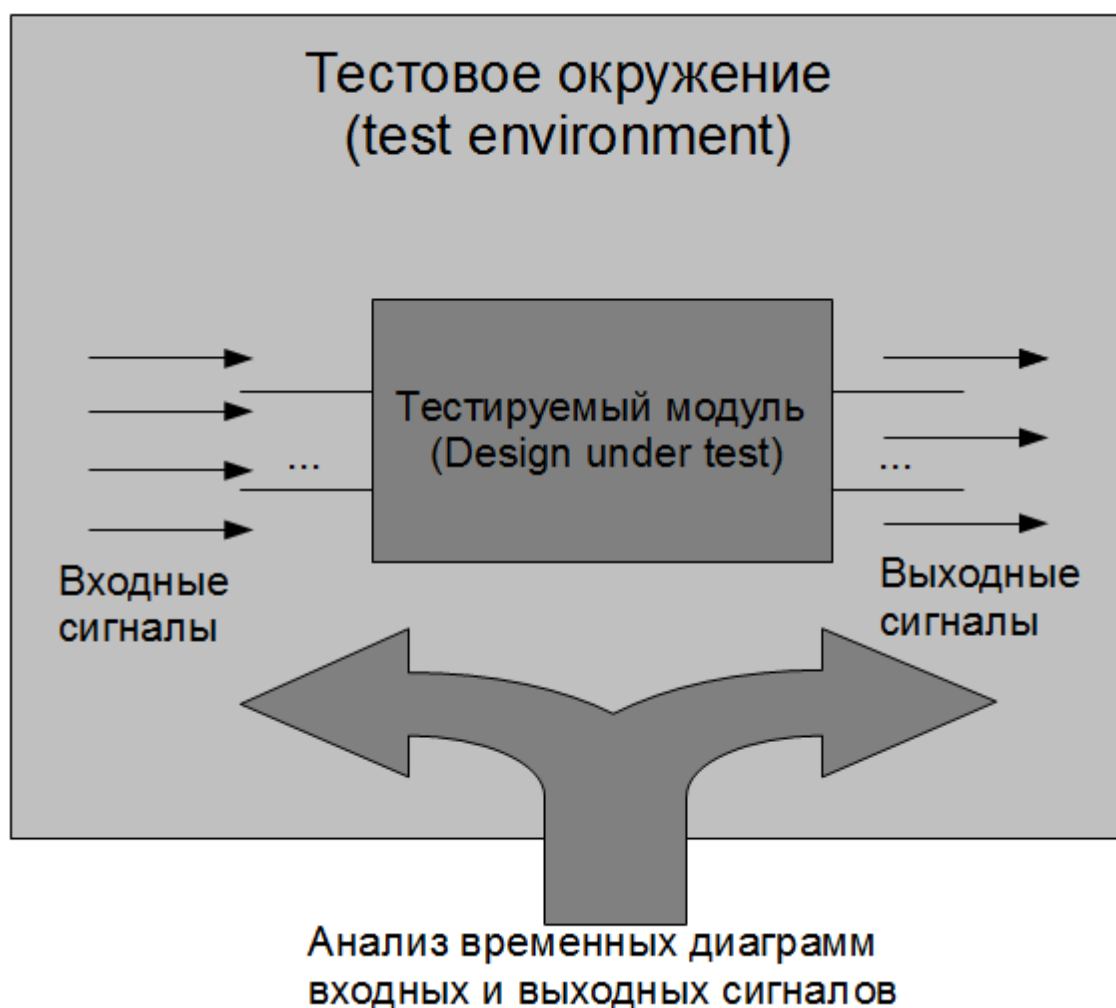 Тестовое окружение
(test environment)
Тестируемый модуль
(Design under test)
...
...
Входные
сигналы
Выходные
сигналы
Анализ временных диаграмм
входных и выходных сигналов